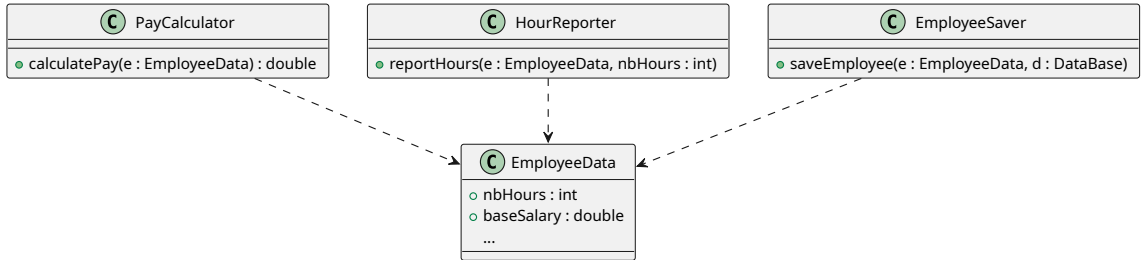 C PayCalculator
+ calculatePay(e : EmployeeData) : double
C HourReporter
reportHours(e : EmployeeData, nbHours : int)
C EmployeeSaver
saveEmployee(e : EmployeeData, d : DataBase)
C EmployeeData
nbHours : int
baseSalary : double
...